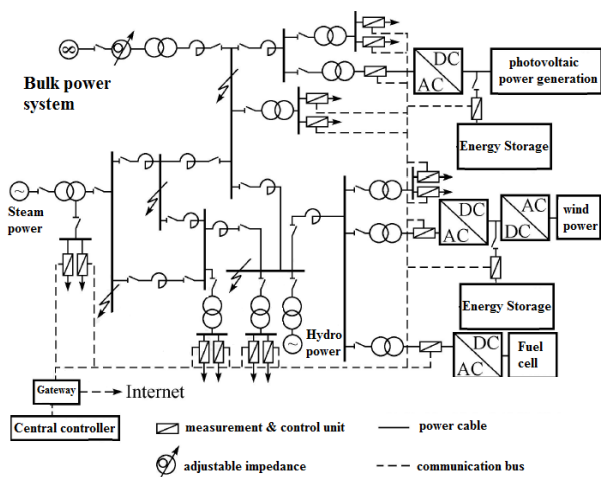 Bulk power
system
DC
AC
photovoltaic
power generation
Energy Storage
Steam
power
DC
AC
AC
DC
wind
power
Energy Storage
Hydro
power
DC
AC
Fuel
cell
Gateway
Internet
Central controller
measurement & control unit
power cable
adjustable impedance
communication bus